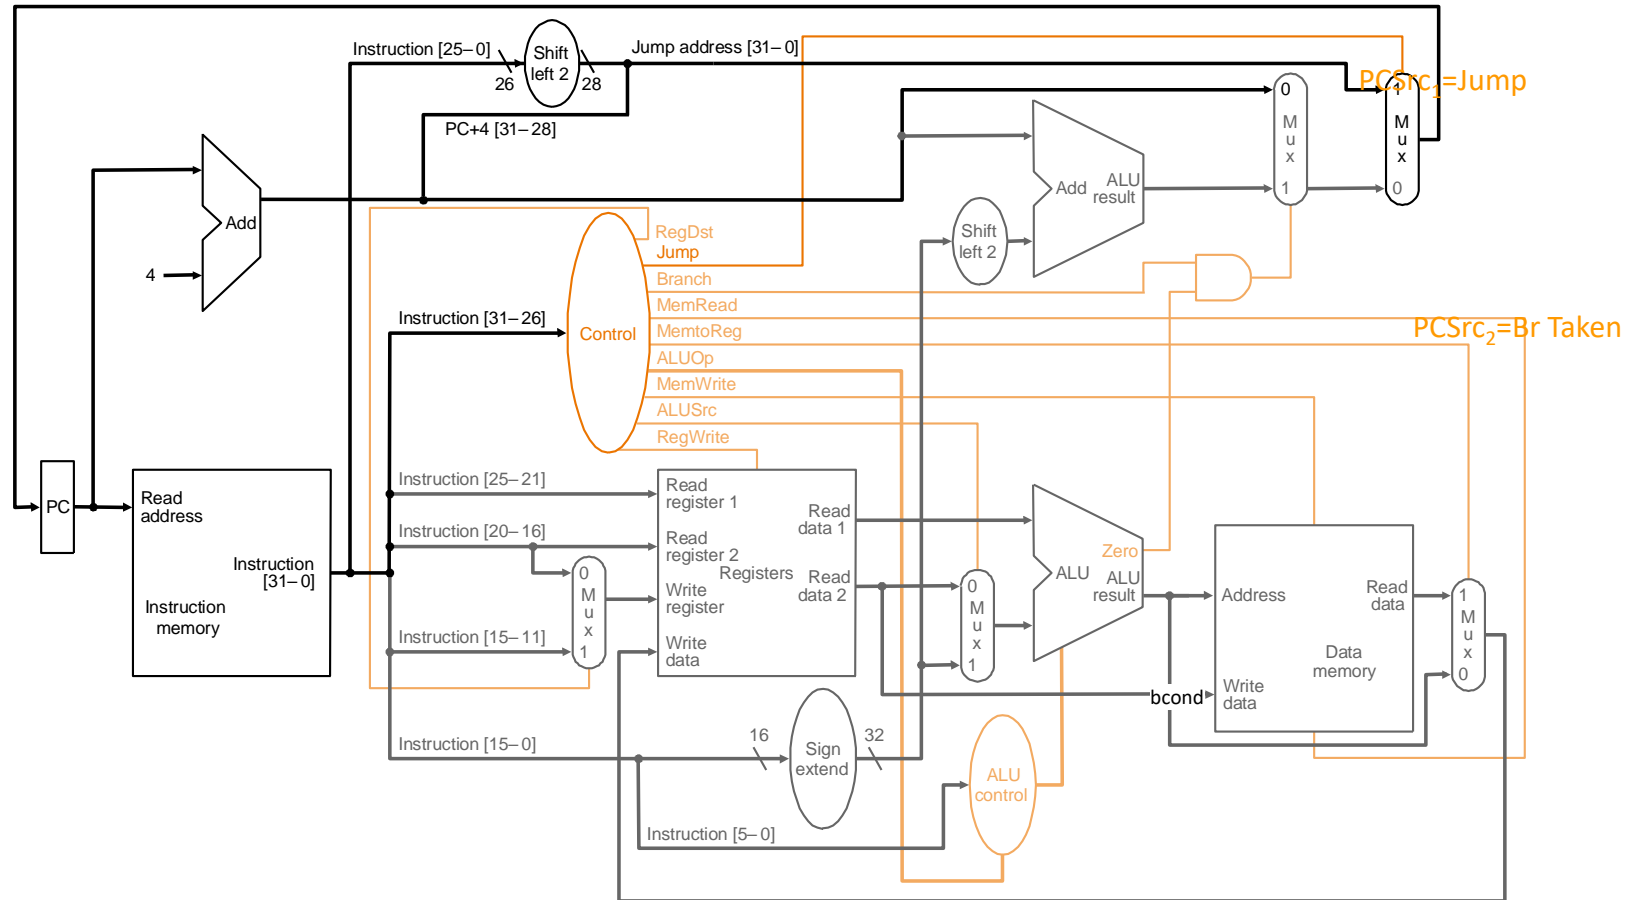 Instruction [25–0]
Shift
left 2
Jump address [31–0]
26
28
PC+4 [31–28]
PCSrc1=Jump
0
M
u
x
1
1
M
u
x
0
Add
4
Add
ALU
result
Shift
left 2
RegDst
Jump
Branch
MemRead
MemtoReg
ALUOp
MemWrite
ALUSrc
RegWrite
Instruction [31–26]
Control
PCSrc2=Br Taken
PC
Read
address
Instruction
[31–0]
Instruction
memory
Instruction [25–21]
Instruction [20–16]
Instruction [15–11]
0
M
u
x
1
Read
register 1
Read
register 2
Write
register
Write
data
Registers
Read
data 1
Read
data 2
0
M
u
x
1
Zero
ALU
ALU
result
Address
Read
data
Data
memory
Write
data
bcond
1
M
u
x
0
Instruction [15–0]
16
Sign
extend
32
ALU
control
Instruction [5–0]